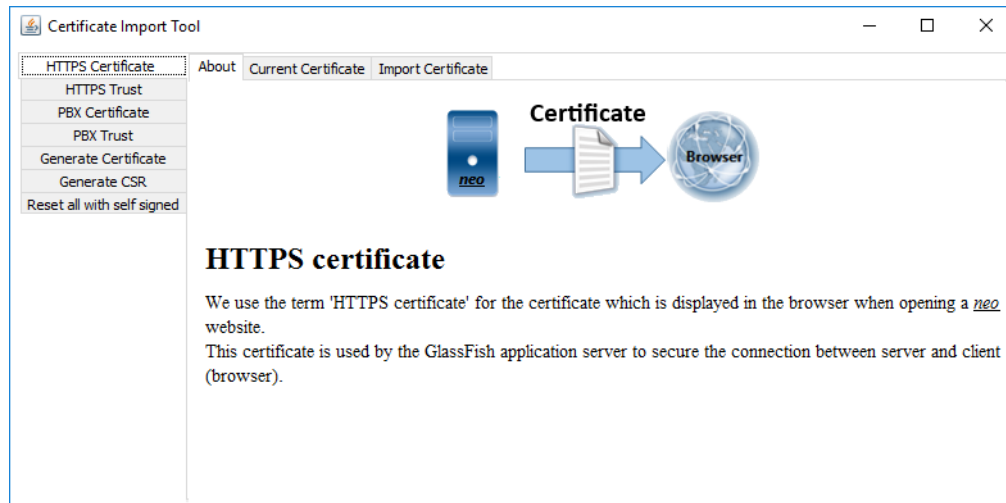 Certificate Import Tool
HTTPS Certificate
HTTPS Trust
PBX Certificate
PBX Trust
Generate Certificate
Generate CSR
Reset all with self signed
About Current Certificate Import Certificate
Certificate
neo
Browser
HTTPS certificate
We use the term 'HTTPS certificate' for the certificate which is displayed in the browser when opening a neo
website.
This certificate is used by the GlassFish application server to secure the connection between server and client
(browser).